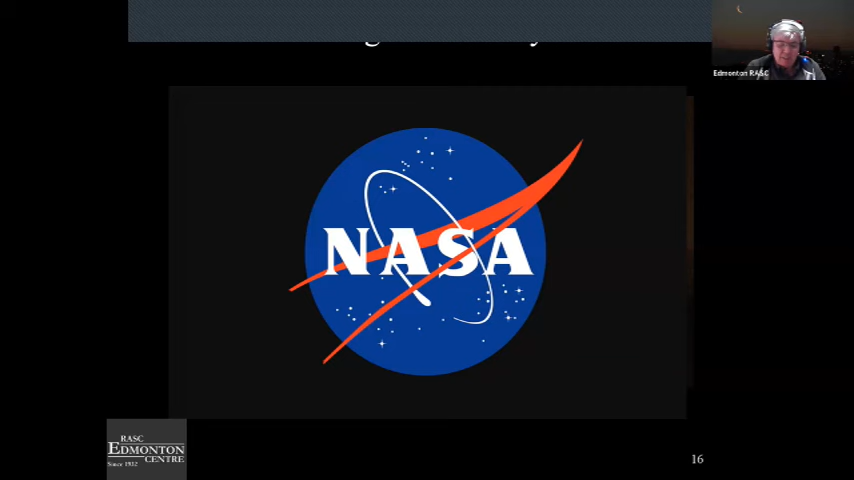 Edmonton RASC
NASA
RASC
EDMONTON
CENTRE
Since 1932
16